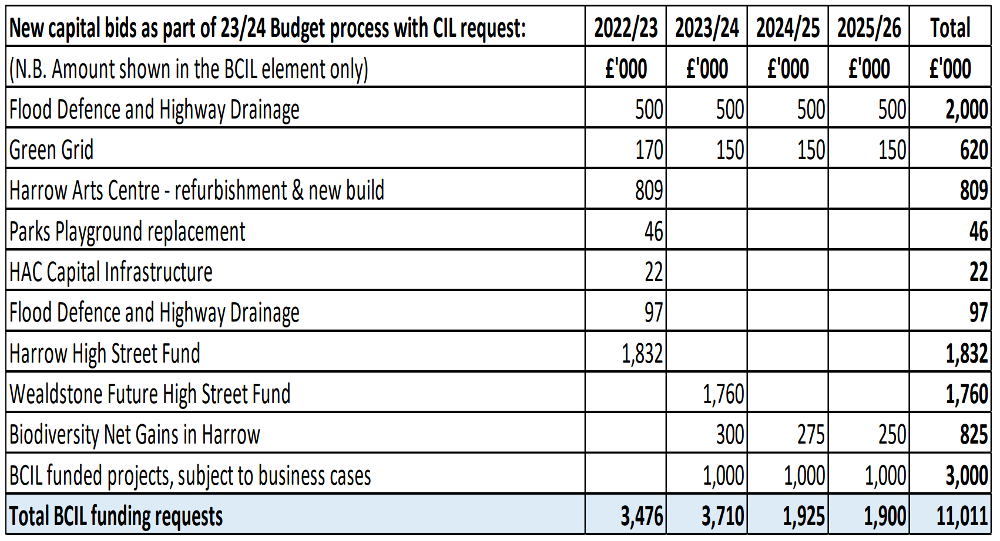 New capital bids as part of 23/24 Budget process with CIL request: 2022/23 2023/24 2024/25 2025/26 Total
(N.B. Amount shown in the BCIL element only) £'000 £'000 £'000 £'000 £'000
Flood Defence and Highway Drainage 500 500 500 500 2,000
Green Grid 170 150 150 150 620
Harrow Arts Centre - refurbishment & new build 809 809
Parks Playground replacement 46 46
HAC Capital Infrastructure 22 22
Flood Defence and Highway Drainage 97 97
Harrow High Street Fund 1,832 1,832
Wealdstone Future High Street Fund 1,760 1,760
Biodiversity Net Gains in Harrow 300 275 250 825
BCIL funded projects, subject to business cases 1,000 1,000 1,000 3,000
Total BCIL funding requests 3,476 3,710 1,925 1,900 11,011